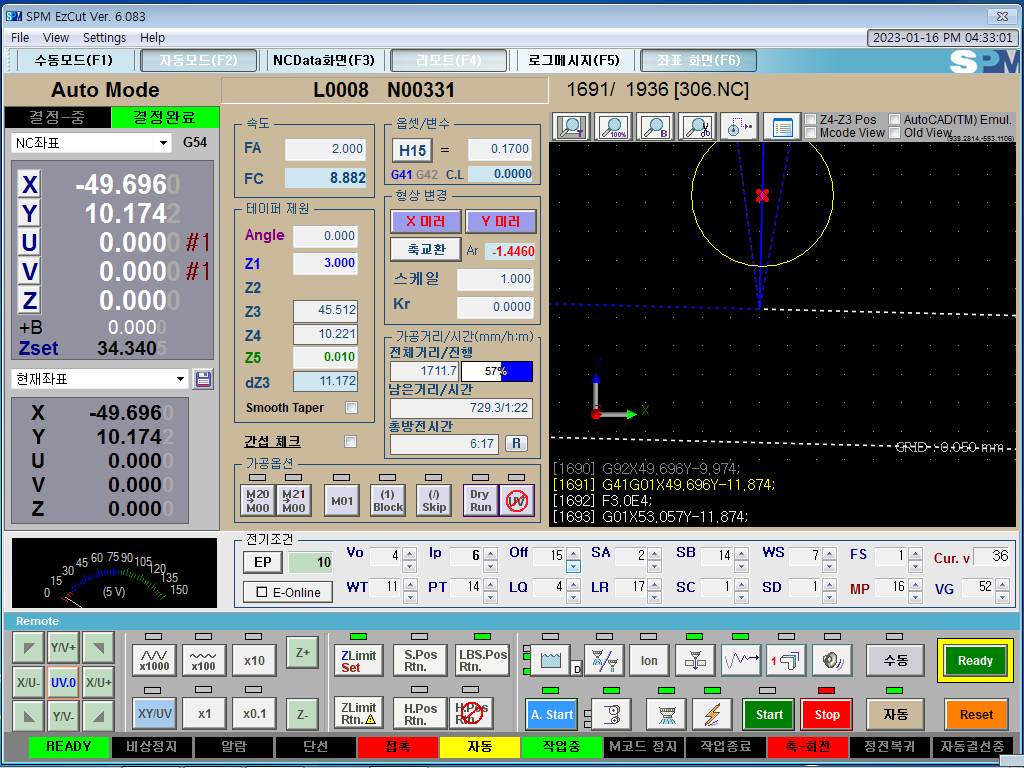 SPM EzCut Ver. 6.083
File View Settings Help
2023-01-16 PM 04:33:01
수동모드(F1) 자동모드(F2) NCData화면(F3) 리모트(F4) 로그메시지(F5) 좌표 화면(F6)
SPM
Auto Mode L0008 N00331 1691/ 1936 [306.NC]
결정-중 결정완료
NC좌표 G54
X -49.6960
Y 10.1742
U 0.0000 #1
V 0.0000 #1
Z 0.0000
+B 0.0000
Zset 34.3405
현재좌표
X -49.6960
Y 10.1742
U 0.0000
V 0.0000
Z 0.0000
속도
FA 2.000
FC 8.882
테이퍼 제원
Angle 0.000
Z1 3.000
Z2
Z3 45.512
Z4 10.221
Z5 0.010
dZ3 11.172
Smooth Taper
간섭 체크
옵셋/변수
H15 = 0.1700
G41 G42 C.L 0.0000
형상 변경
X 미러 Y 미러
축교환 Ar -1.4460
스케일 1.000
Kr 0.0000
가공거리/시간(mm/h:m)
전체거리/진행
1711.7 57%
남은거리/시간
729.3/1:22
총방전시간
6:17 R
가공옵션
M20 M00 M21 M00 M01 (1) Block (/) Skip Dry Run UV
T 100% B
Z4-Z3 Pos AutoCAD(TM) Emul.
Mcode View Old View
X
GRID : 0.050 mm
[1690] G92X49,696Y-9,974;
[1691] G41G01X49,696Y-11,874;
[1692] F3,0E4;
[1693] G01X53,057Y-11,874;
0 15 30 45 60 75 90 105 120 135 150
(5 V)
전기조건
EP 10 Vo 4 Ip 6 Off 15 SA 2 SB 14 WS 7 FS 1 Cur. v 36
E-Online WT 11 PT 14 LQ 4 LR 17 SC 1 SD 1 MP 16 VG 52
Remote
Y/V+
X/U- UV.0 X/U+
Y/V-
x1000 x100 x10 Z+
XY/UV x1 x0.1 Z-
ZLimit Set S.Pos Rtn. LBS.Pos Rtn.
ZLimit Rtn. H.Pos Rtn. H.Pos Rtn.
D Ion 1 수동 Ready
A. Start Start Stop 자동 Reset
READY 비상정지 알람 단선 접촉 자동 작업중 M코드 정지 작업종료 축-회전 정전복귀 자동결선중